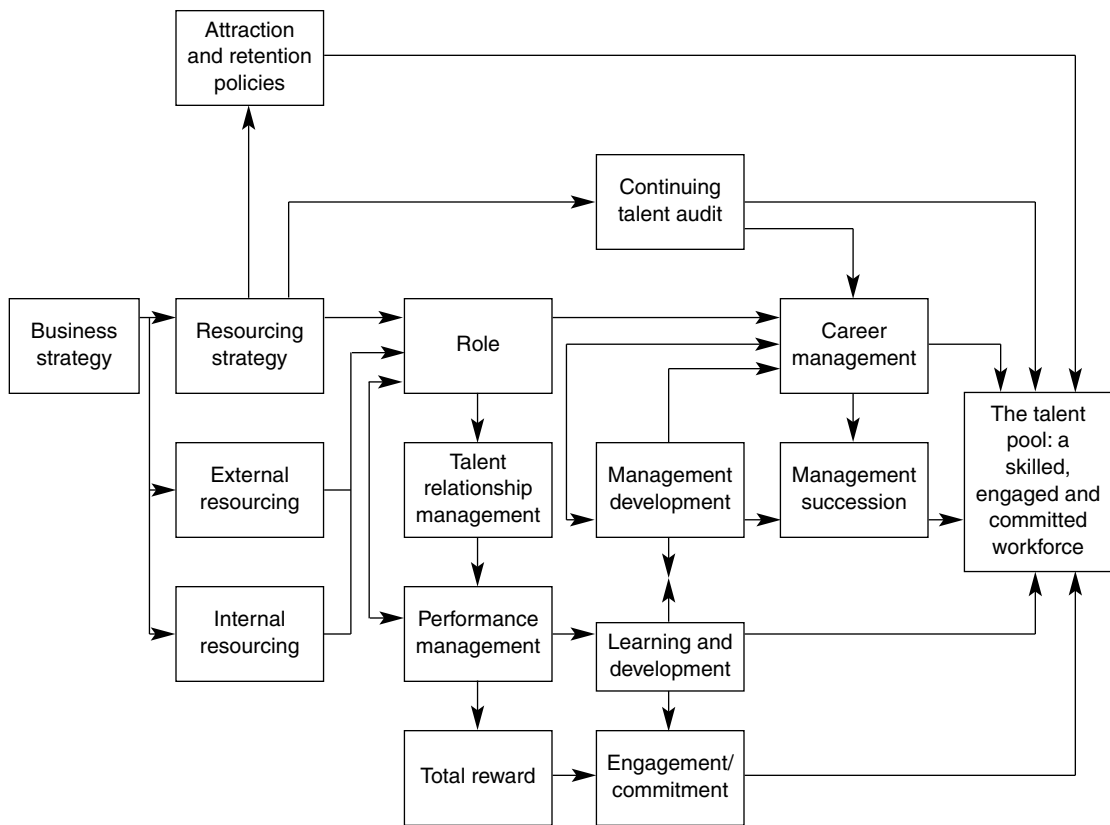 Attraction
and retention
policies
Continuing
talent audit
Business
strategy
Resourcing
strategy
Role
Career
management
External
resourcing
Talent
relationship
management
Management
development
Management
succession
The talent
pool: a
skilled,
engaged and
committed
workforce
Internal
resourcing
Performance
management
Learning and
development
Total reward
Engagement/
commitment